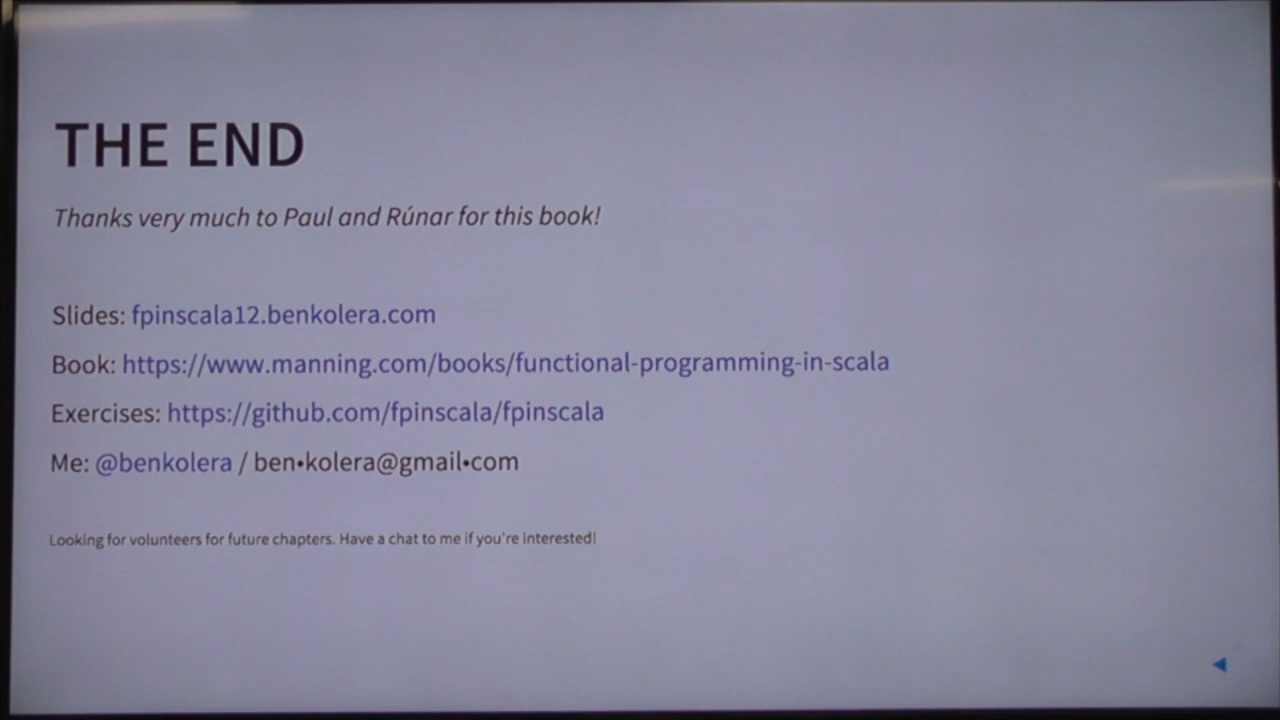 THE END
Thanks very much to Paul and Rúnar for this book!
Slides: fpinscala12.benkolera.com
Book: https://www.manning.com/books/functional-programming-in-scala
Exercises: https://github.com/fpinscala/fpinscala
Me: @benkolera / ben•kolera@gmail•com
Looking for volunteers for future chapters. Have a chat to me if you're interested!